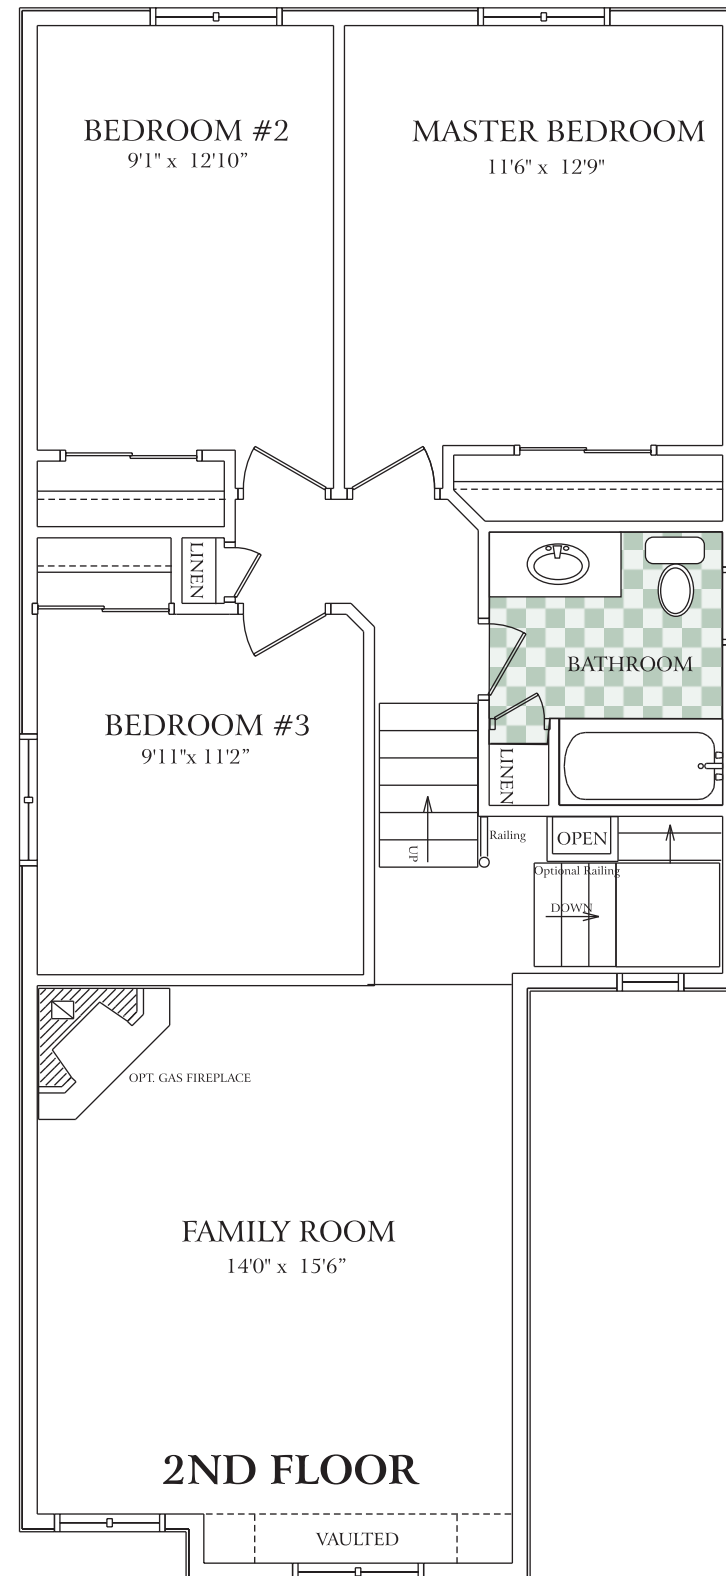 BEDROOM #2
9'1" x 12'10”
MASTER BEDROOM
11'6" x 12'9"
LINEN
BATHROOM
BEDROOM #3
9'11"x 11'2”
LINEN
UP
Railing
OPEN
Optional Railing
DOWN
OPT. GAS FIREPLACE
FAMILY ROOM
14'0" x 15'6”
2ND FLOOR
VAULTED